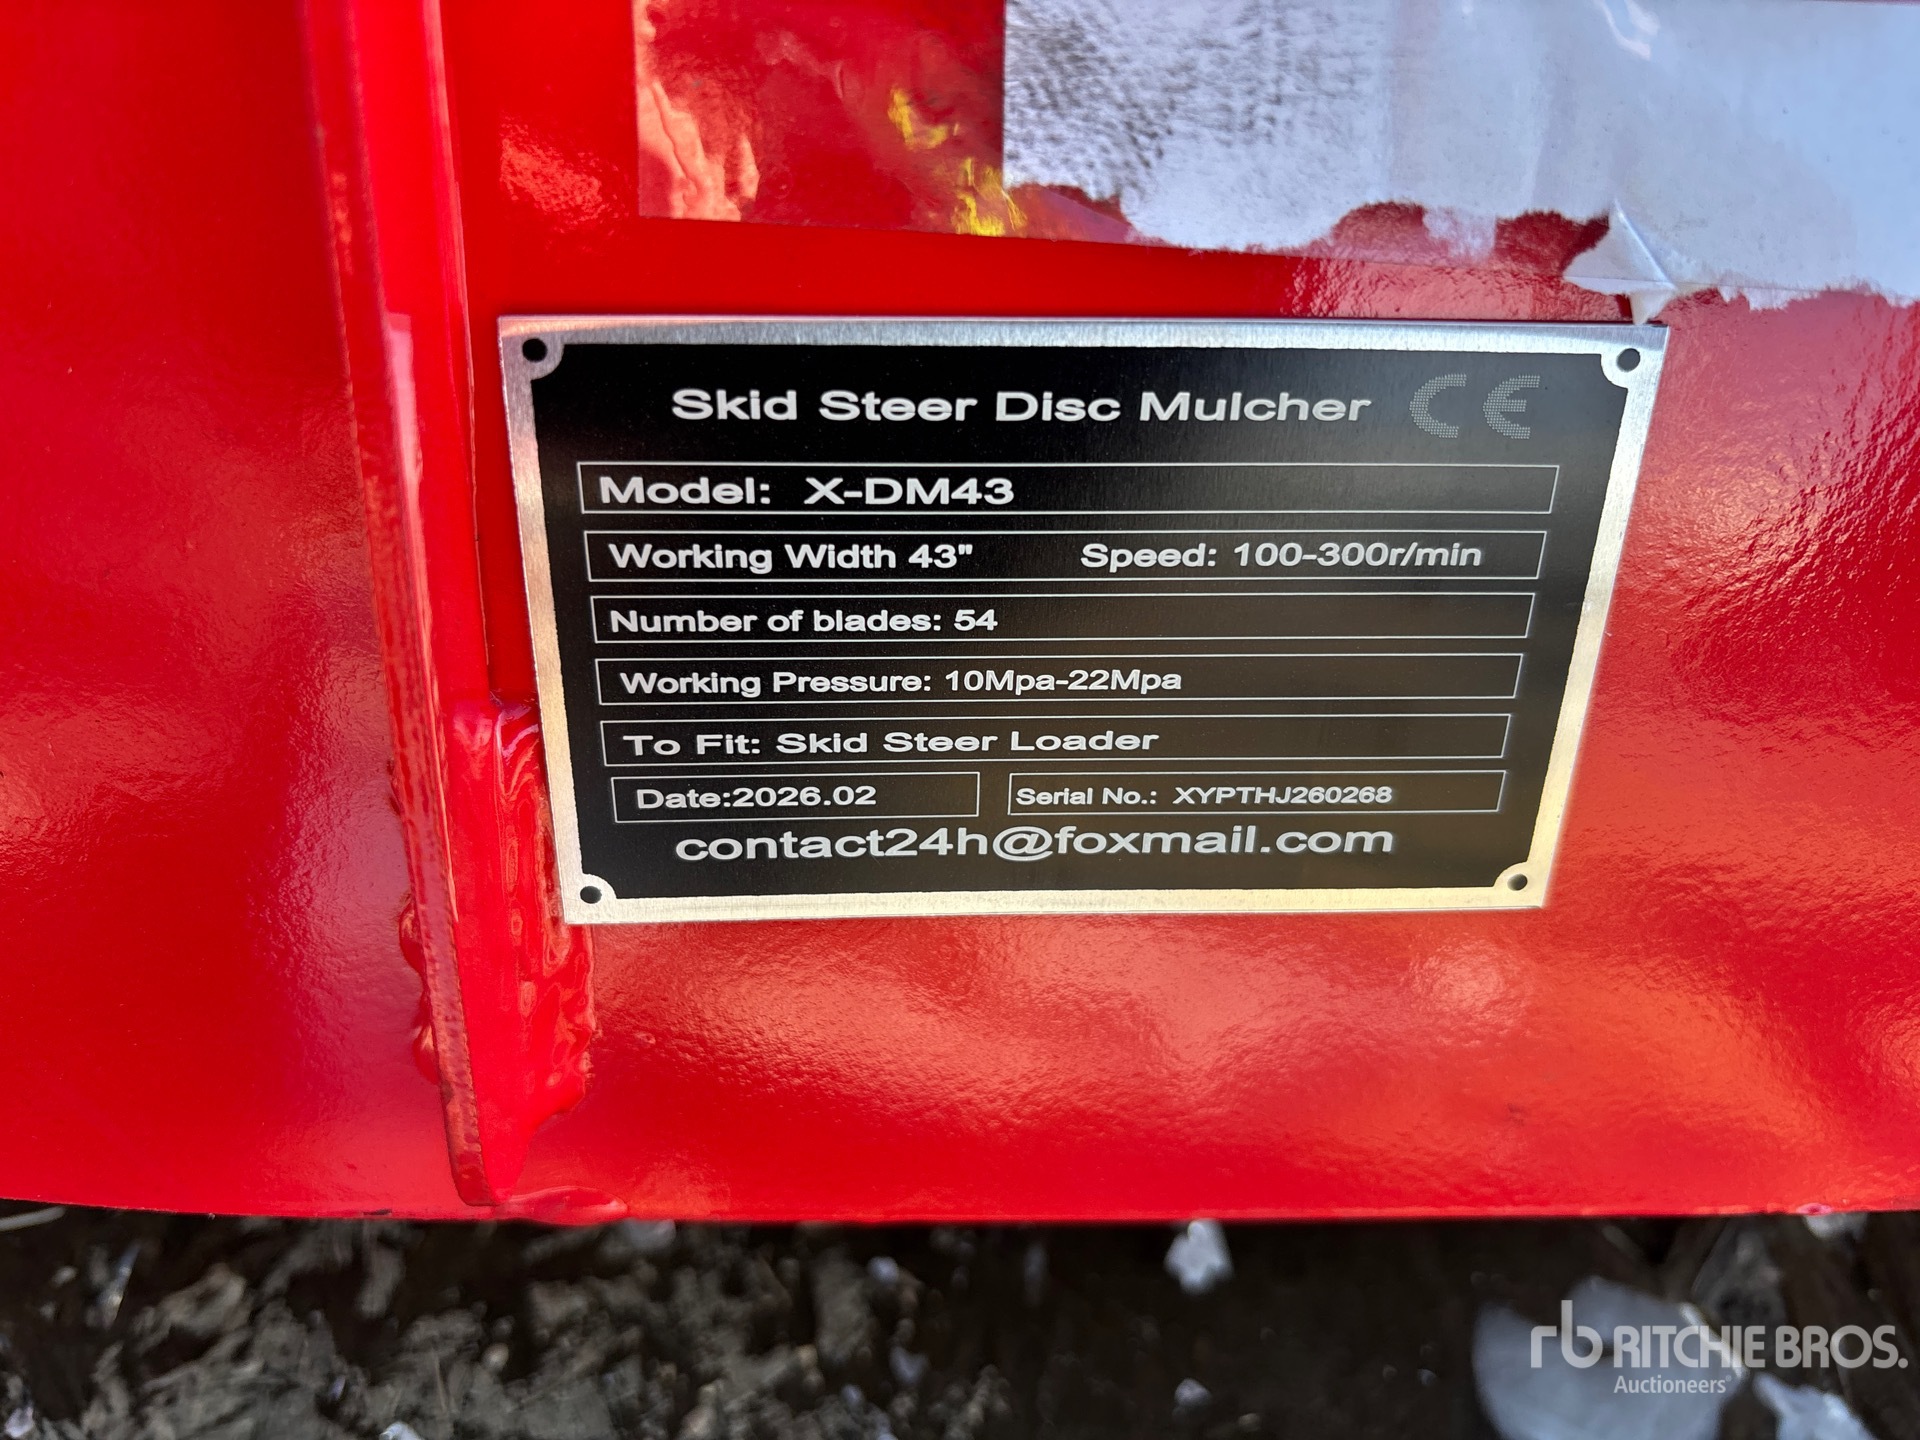 Skid Steer Disc Mulcher CE
Model: X-DM43
Working Width 43" Speed: 100-300r/min
Number of blades: 54
Working Pressure: 10Mpa-22Mpa
To Fit: Skid Steer Loader
Date:2026.02 Serial No.: XYPTHJ260268
contact24h@foxmail.com
rb RITCHIE BROS.
Auctioneers